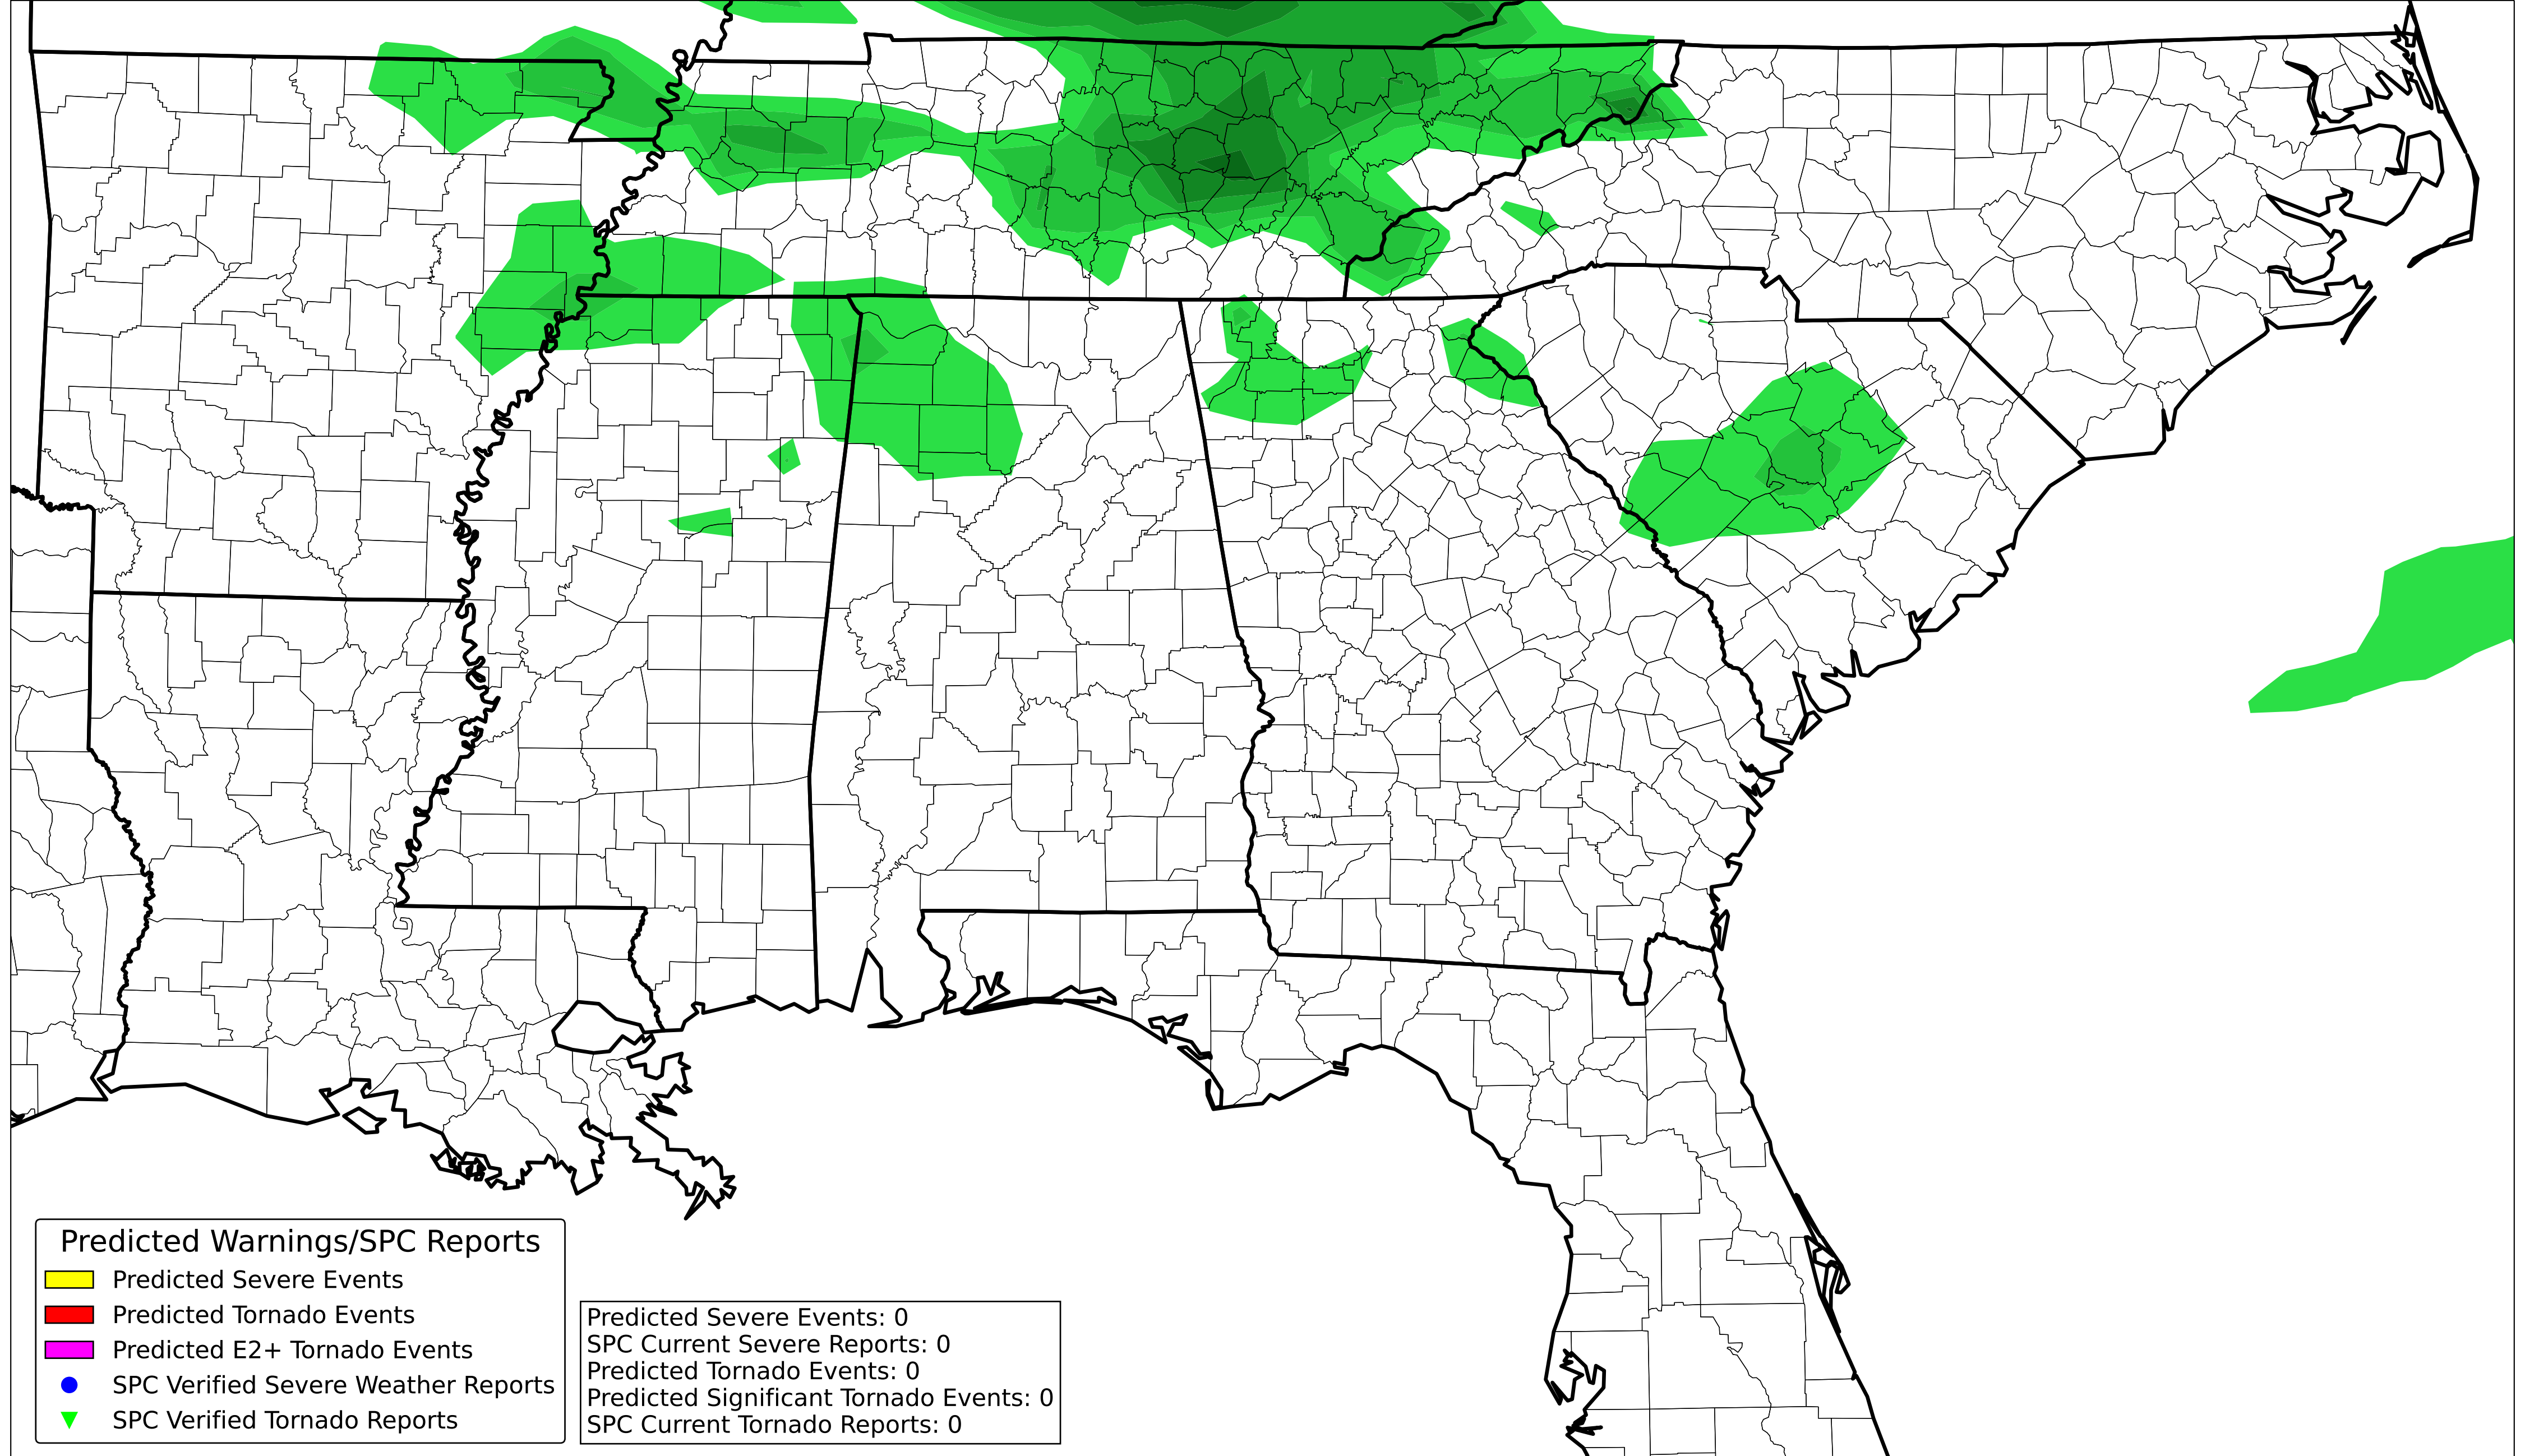 Predicted Warnings/SPC Reports
Predicted Severe Events
Predicted Tornado Events
Predicted E2+ Tornado Events
SPC Verified Severe Weather Reports
SPC Verified Tornado Reports
Predicted Severe Events: 0
SPC Current Severe Reports: 0
Predicted Tornado Events: 0
Predicted Significant Tornado Events: 0
SPC Current Tornado Reports: 0